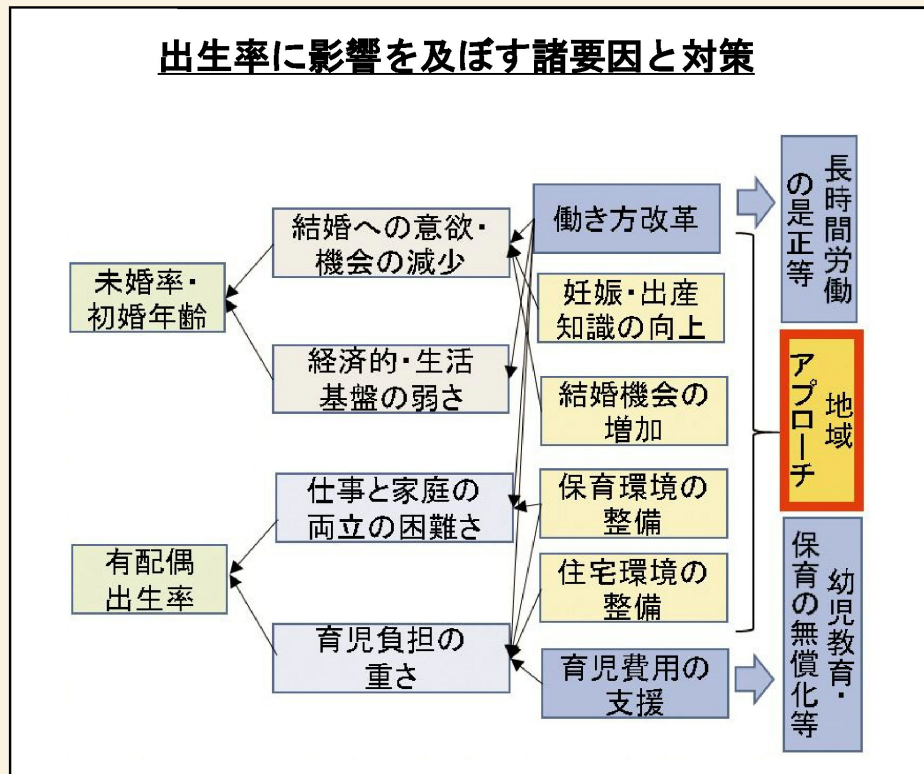 出生率に影響を及ぼす諸要因と対策
未婚率・
初婚年齢
有配偶
出生率
結婚への意欲・
機会の減少
経済的・生活
基盤の弱さ
仕事と家庭の
両立の困難さ
育児負担の
重さ
働き方改革
妊娠・出産
知識の向上
結婚機会の
増加
保育環境の
整備
住宅環境の
整備
育児費用の
支援
長時間労働
の是正等
地域
アプローチ
幼児教育・
保育の無償化等